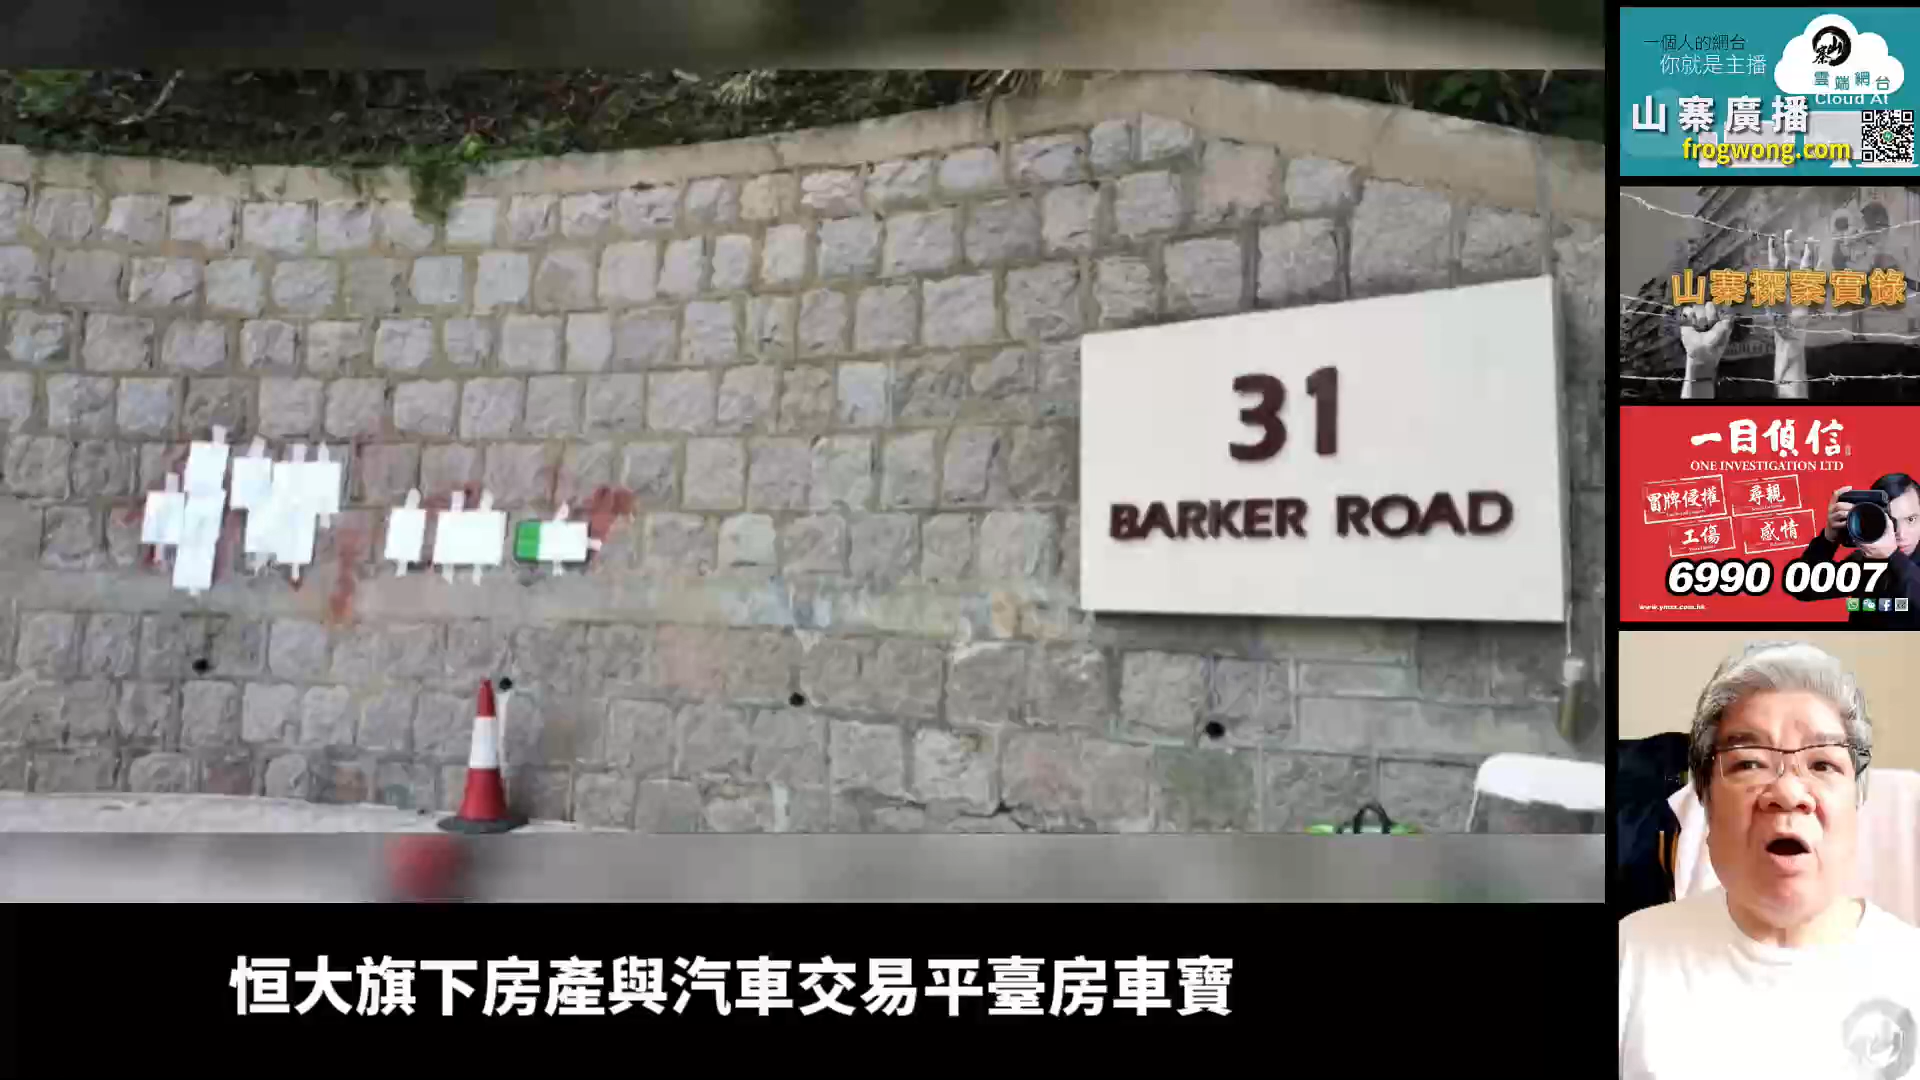 31
BARKER ROAD
恒大旗下房產與汽車交易平臺房車寶
一個人的網台
你就是主播
山寨
雲端網台
Cloud AI
山寨廣播
frogwong.com
山寨探案實錄
一目偵信
ONE INVESTIGATION LTD
冒牌侵權
尋親
工傷
感情
6990 0007